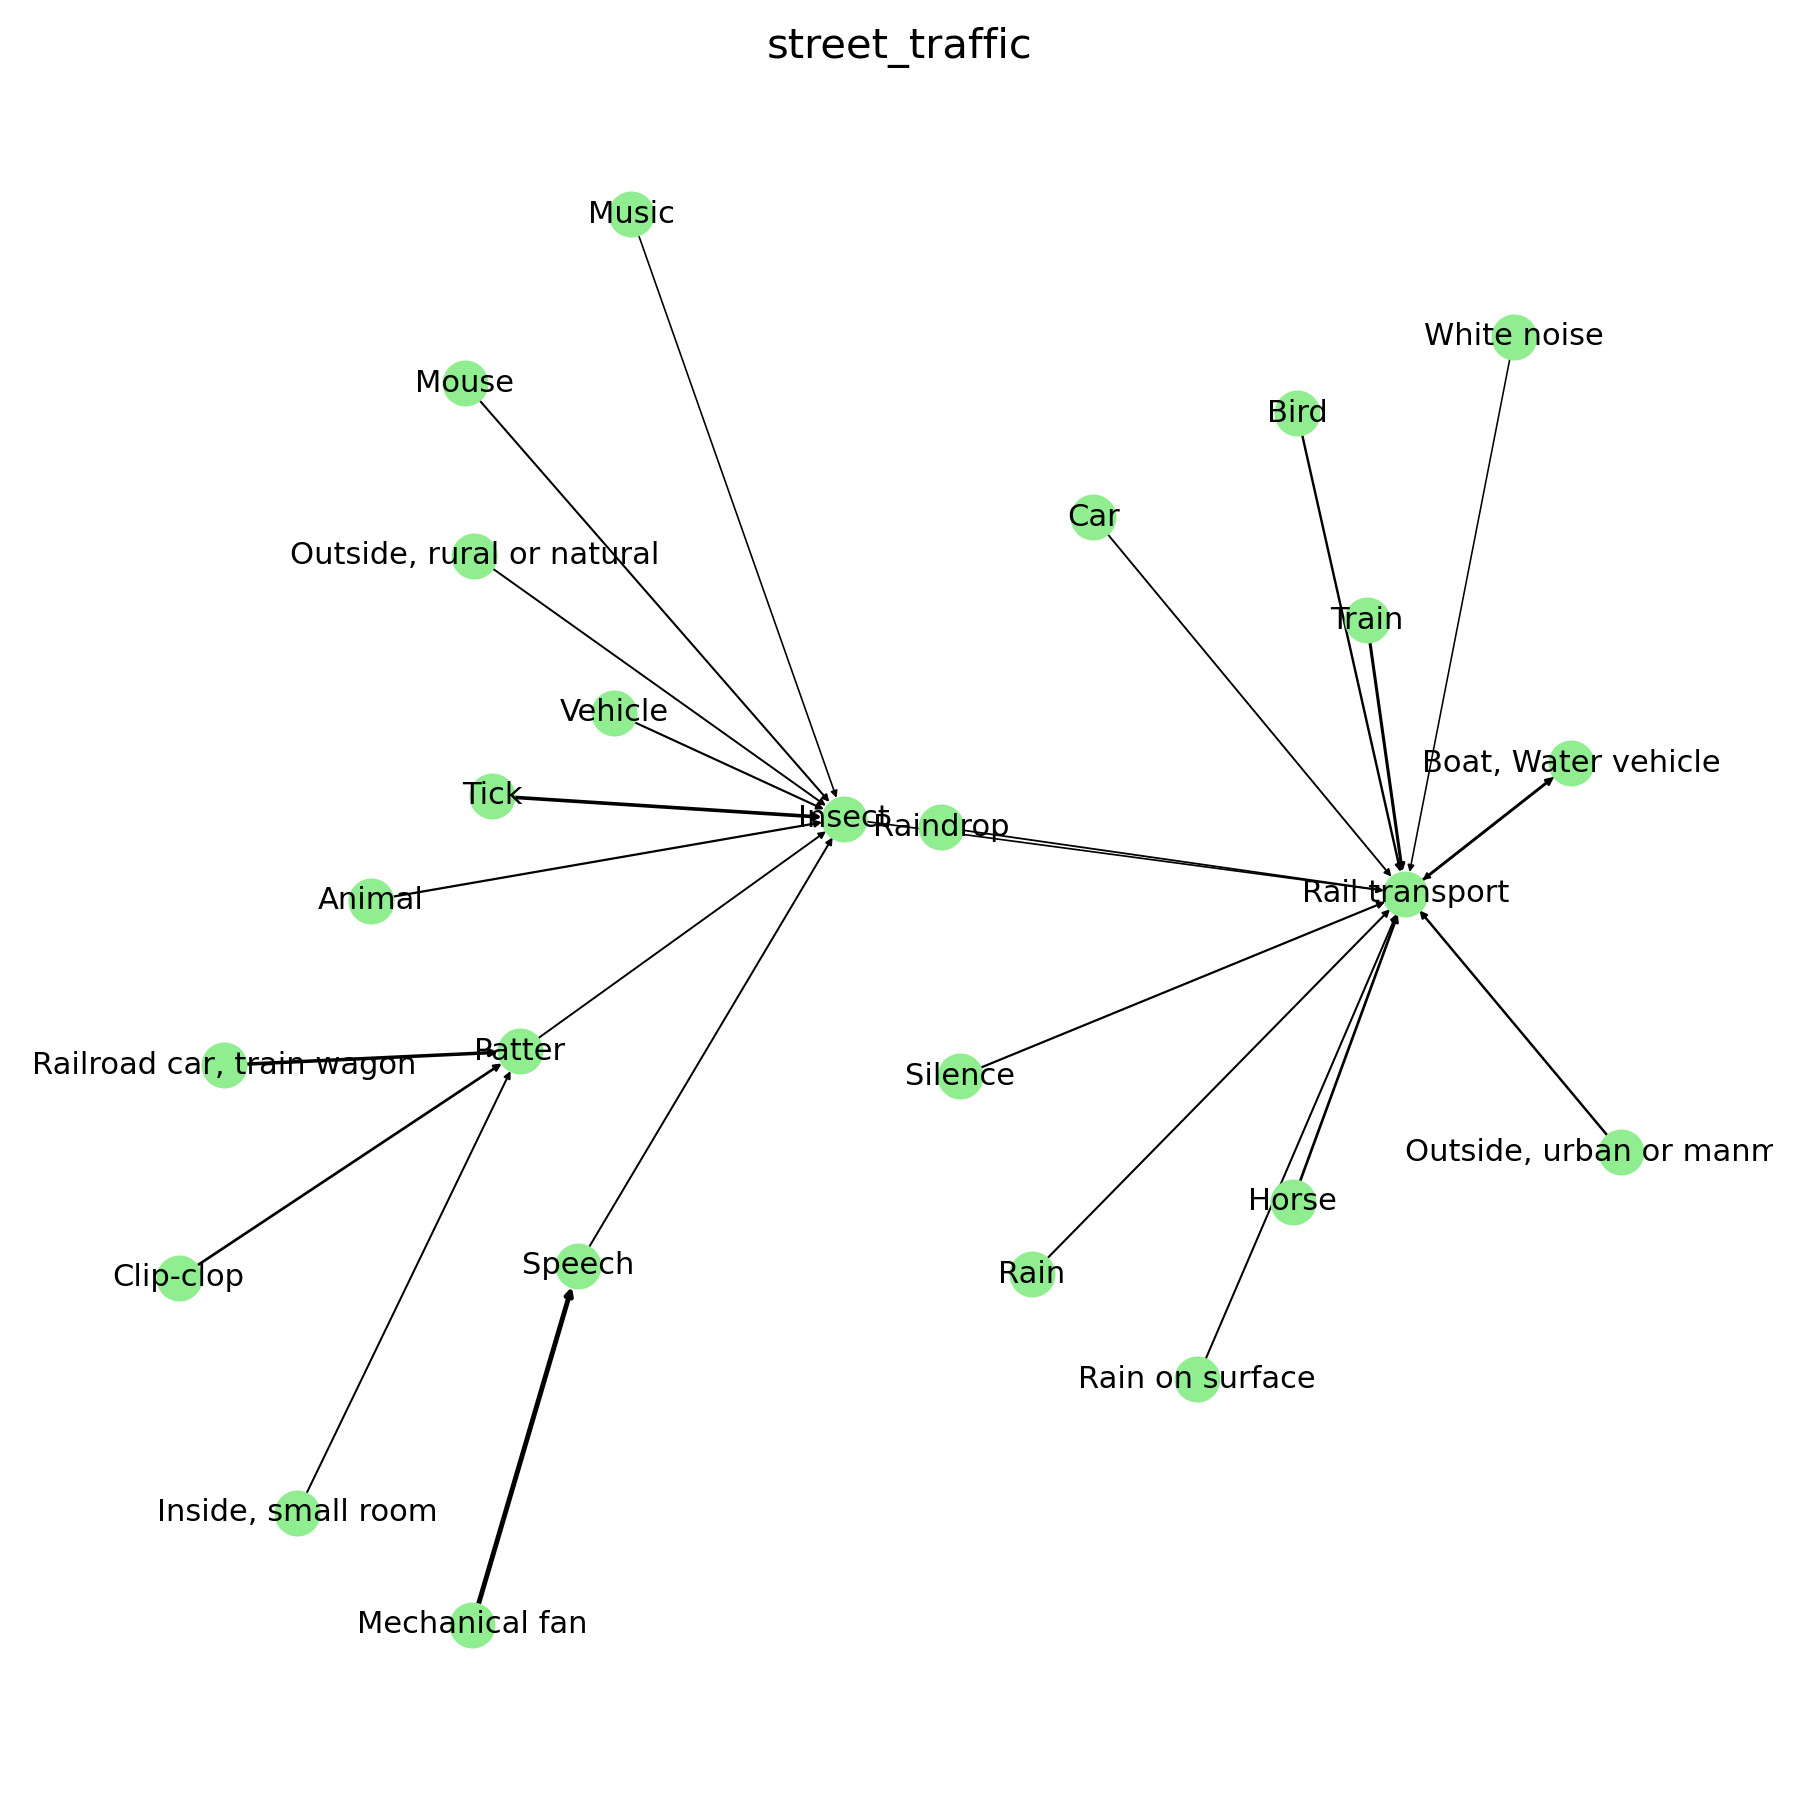 street_traffic
Music
White noise
Mouse
Bird
Car
Outside, rural or natural
Train
Vehicle
Boat, Water vehicle
Tick
Insect
Raindrop
Animal
Rail transport
Patter
Railroad car, train wagon
Silence
Outside, urban or manm
Horse
Speech
Clip-clop
Rain
Rain on surface
Inside, small room
Mechanical fan